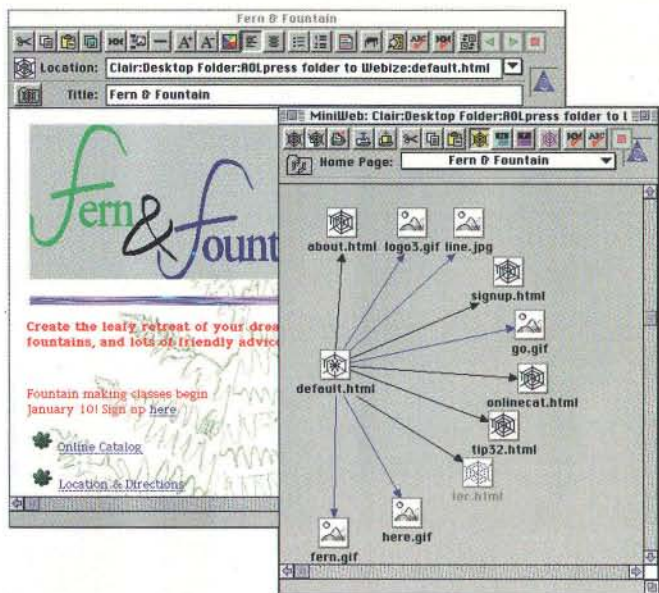 Fern & Fountain
Location: Clair:Desktop Folder:AOLpress folder to Webize:default.html
Title: Fern & Fountain
fern & fount
Create the leafy retreat of your drea
fountains, and lots of friendly advice
Fountain making classes begin
January 10! Sign up here
Online Catalog
Location & Directions
MiniWeb: Clair:Desktop Folder:AOLpress folder to l
Home Page: Fern & Fountain
about.html logo3.gif line.jpg
signup.html
go.gif
default.html
onlinecat.html
tip32.html
loc.html
here.gif
fern.gif